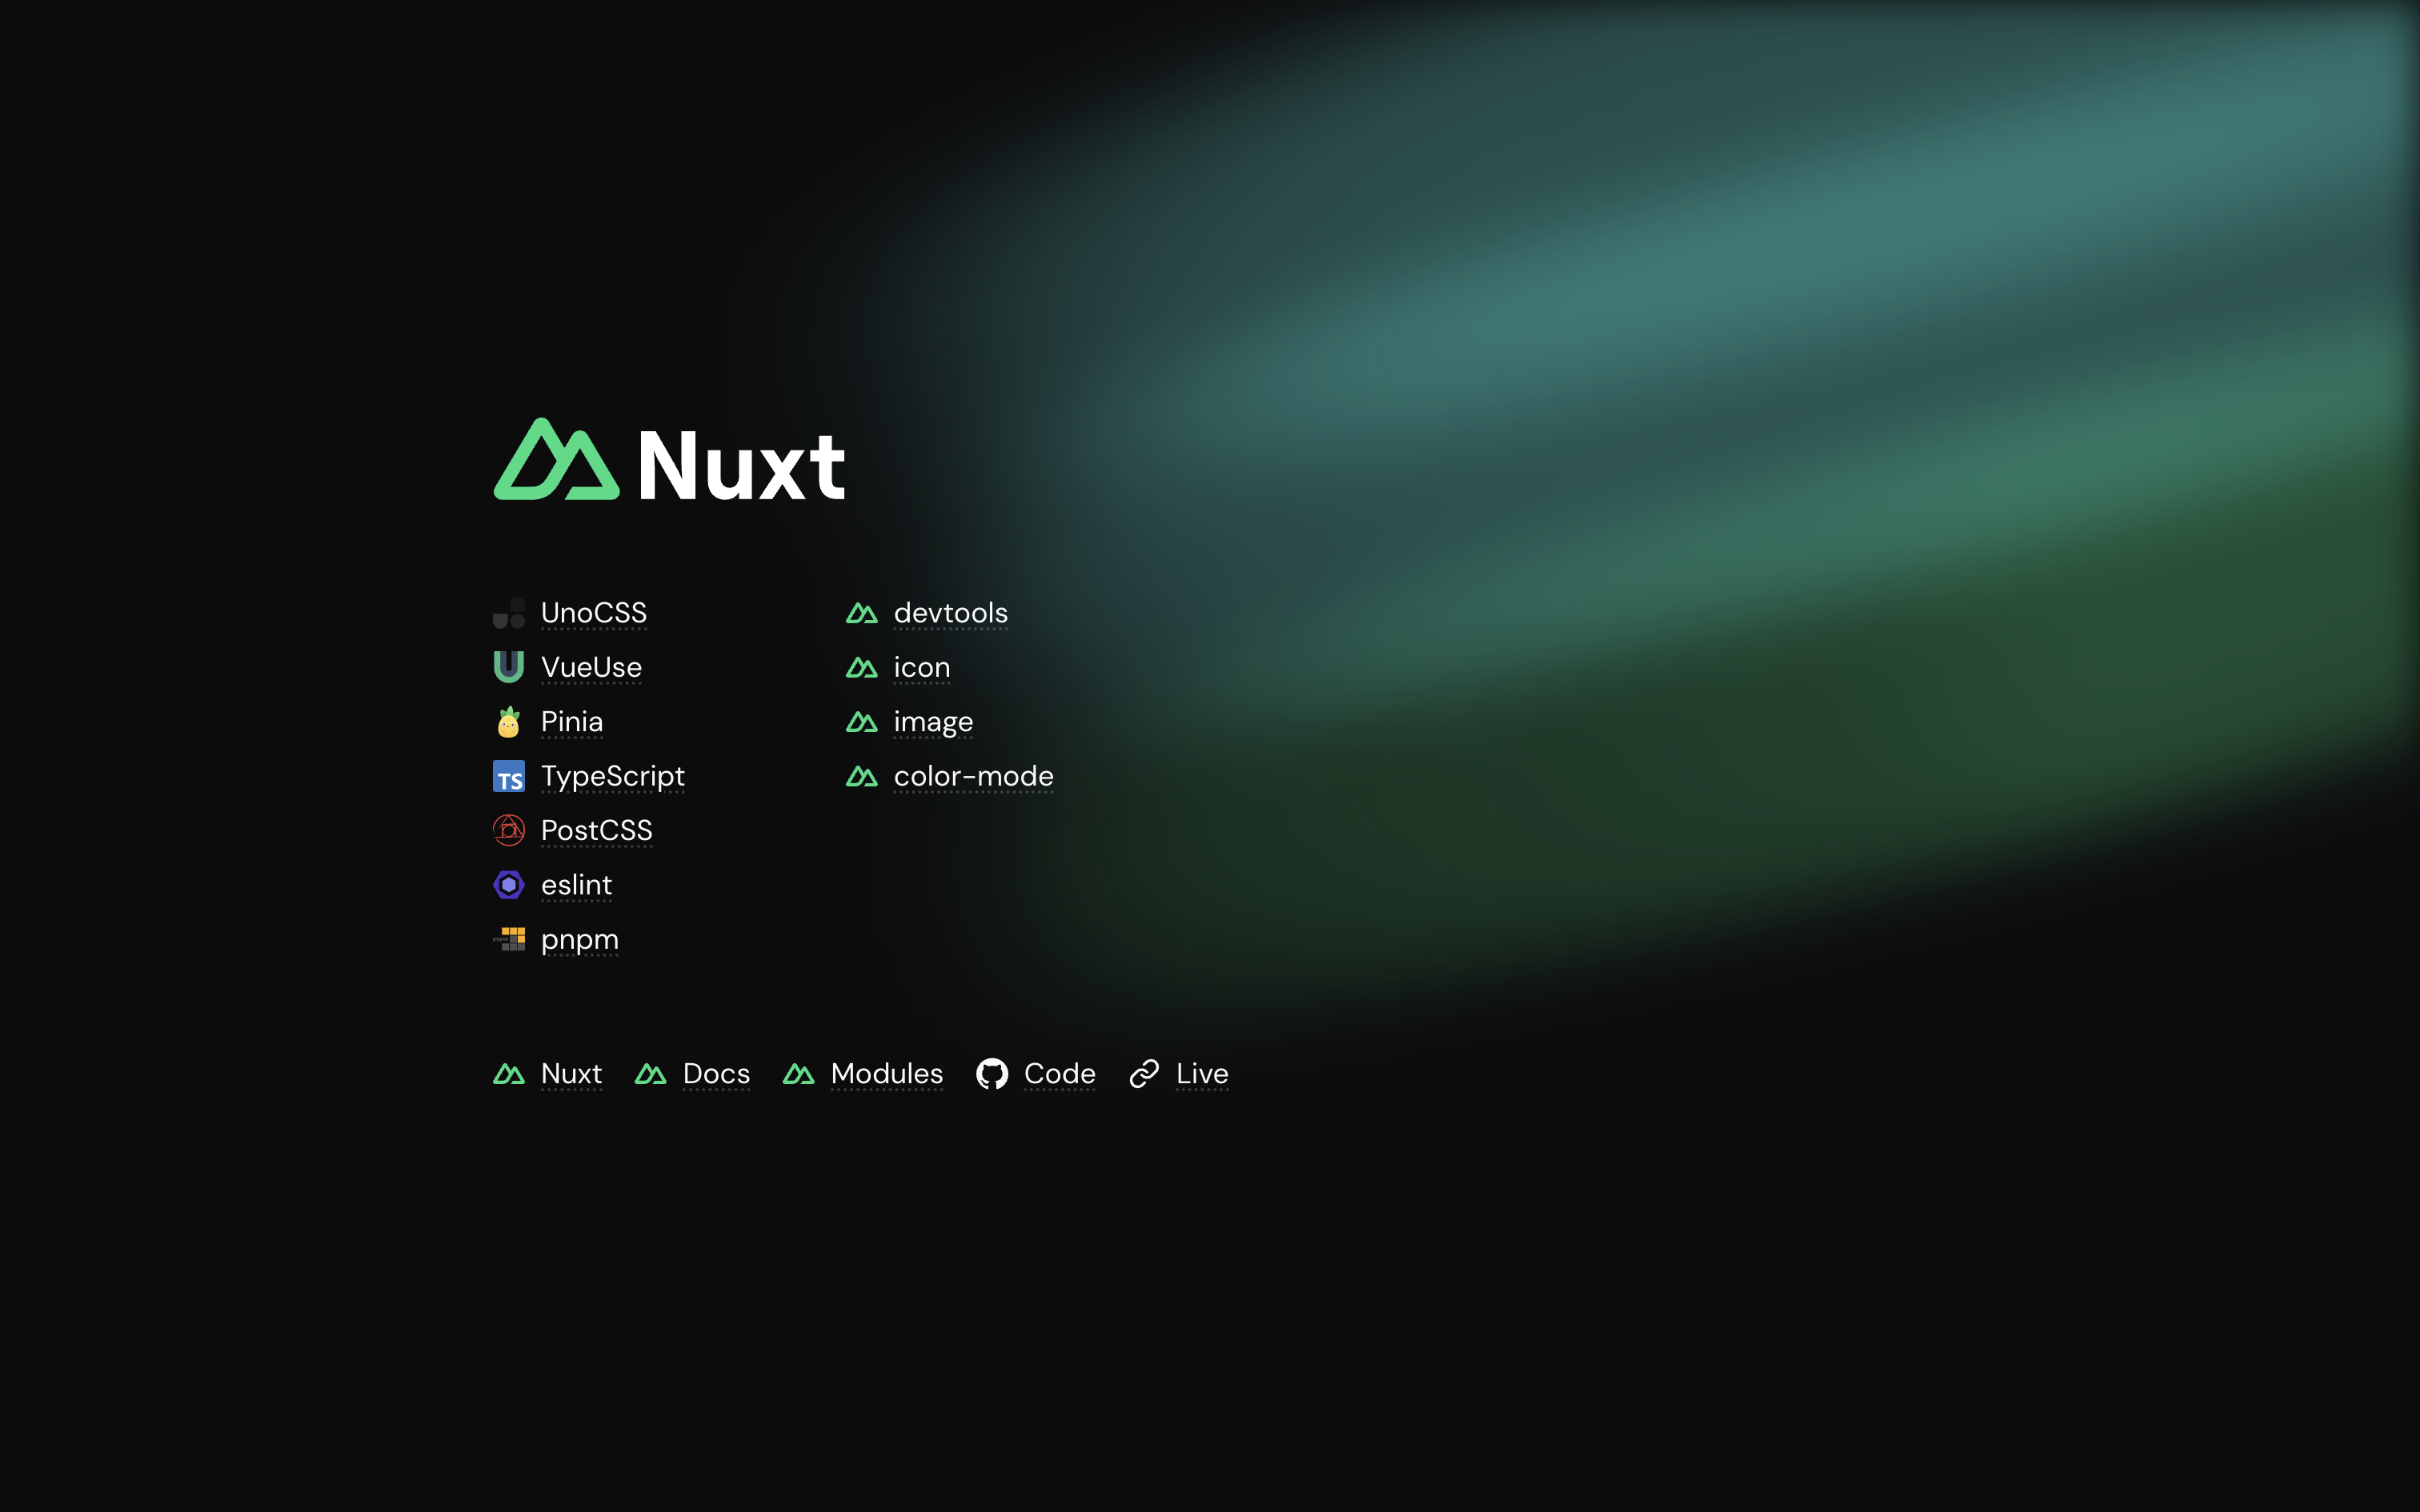 Nuxt
UnoCSS
VueUse
Pinia
TS TypeScript
PostCSS
eslint
pnpm
devtools
icon
image
color-mode
Nuxt Docs Modules Code Live